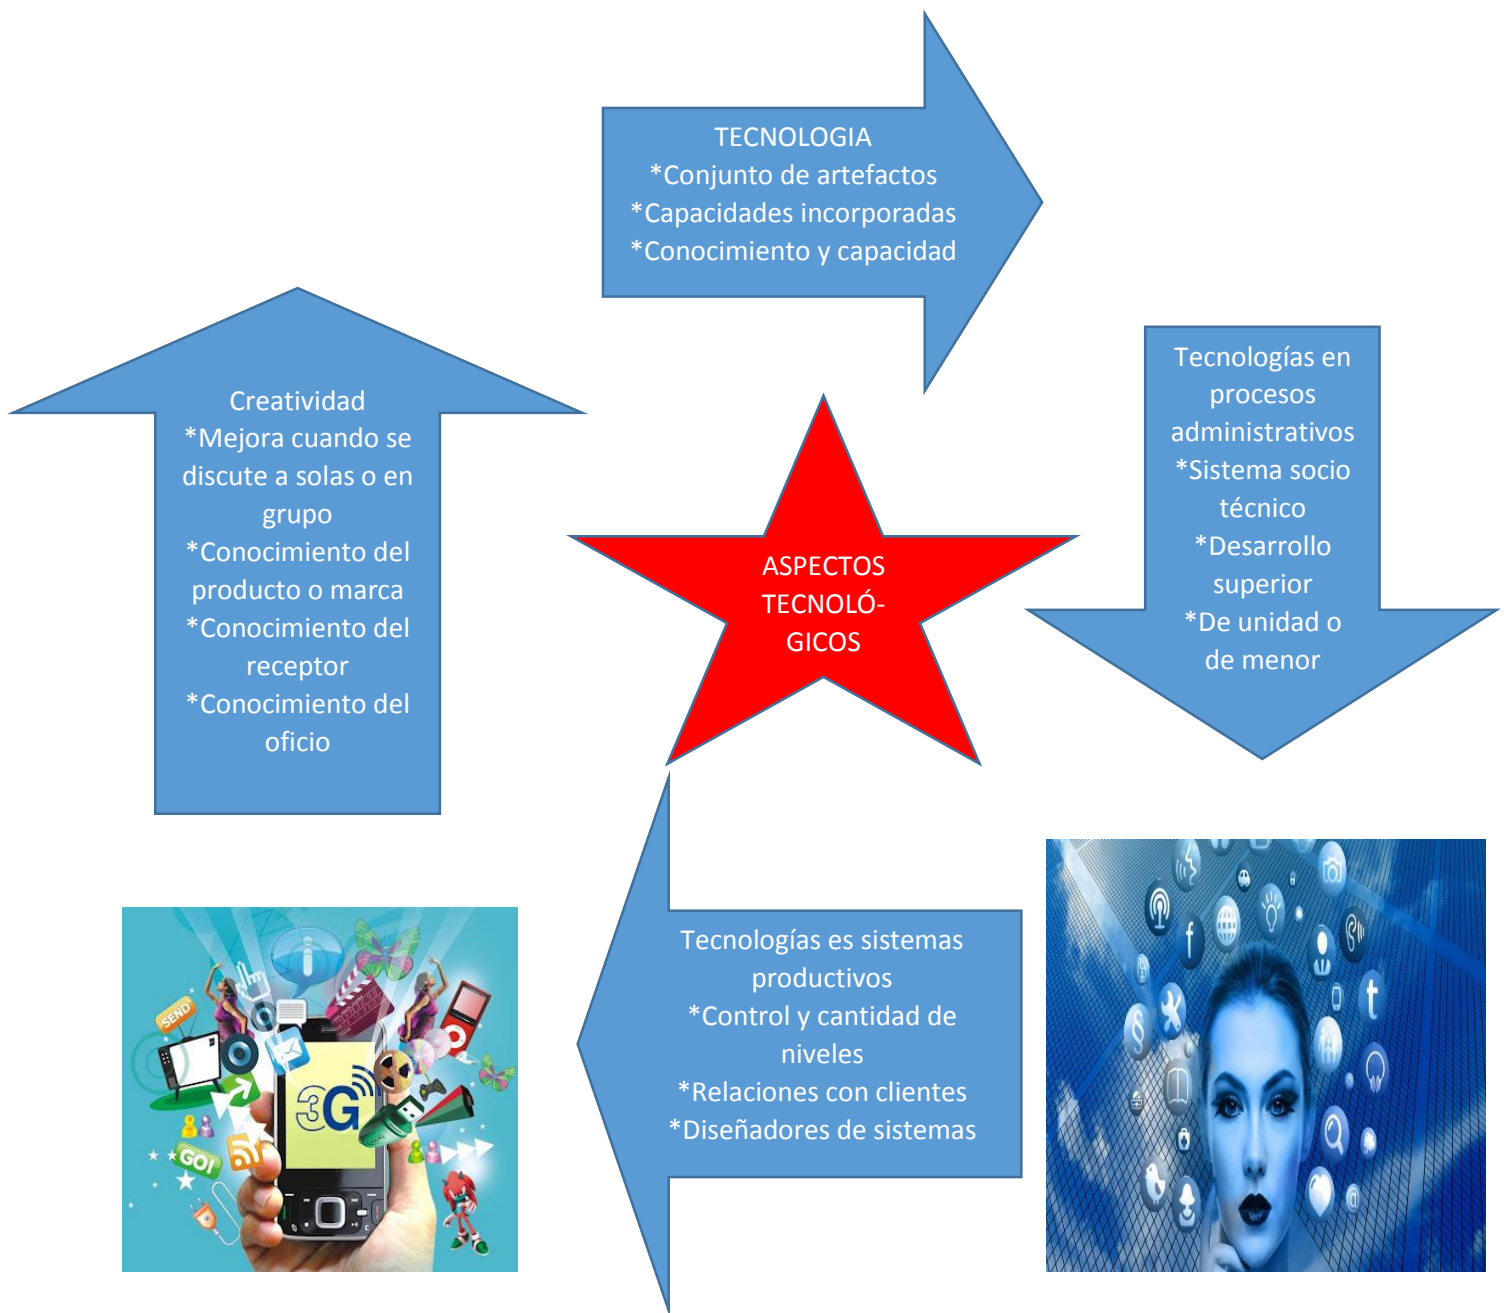 TECNOLOGIA
*Conjunto de artefactos
*Capacidades incorporadas
*Conocimiento y capacidad
Tecnologías en
procesos
administrativos
*Sistema socio
técnico
*Desarrollo
superior
*De unidad o
de menor
Creatividad
*Mejora cuando se
discute a solas o en
grupo
*Conocimiento del
producto o marca
*Conocimiento del
receptor
*Conocimiento del
oficio
ASPECTOS
TECNOLÓ-
GICOS
Tecnologías es sistemas
productivos
*Control y cantidad de
niveles
*Relaciones con clientes
*Diseñadores de sistemas
SEND
3G
GO!
f
t
§
@